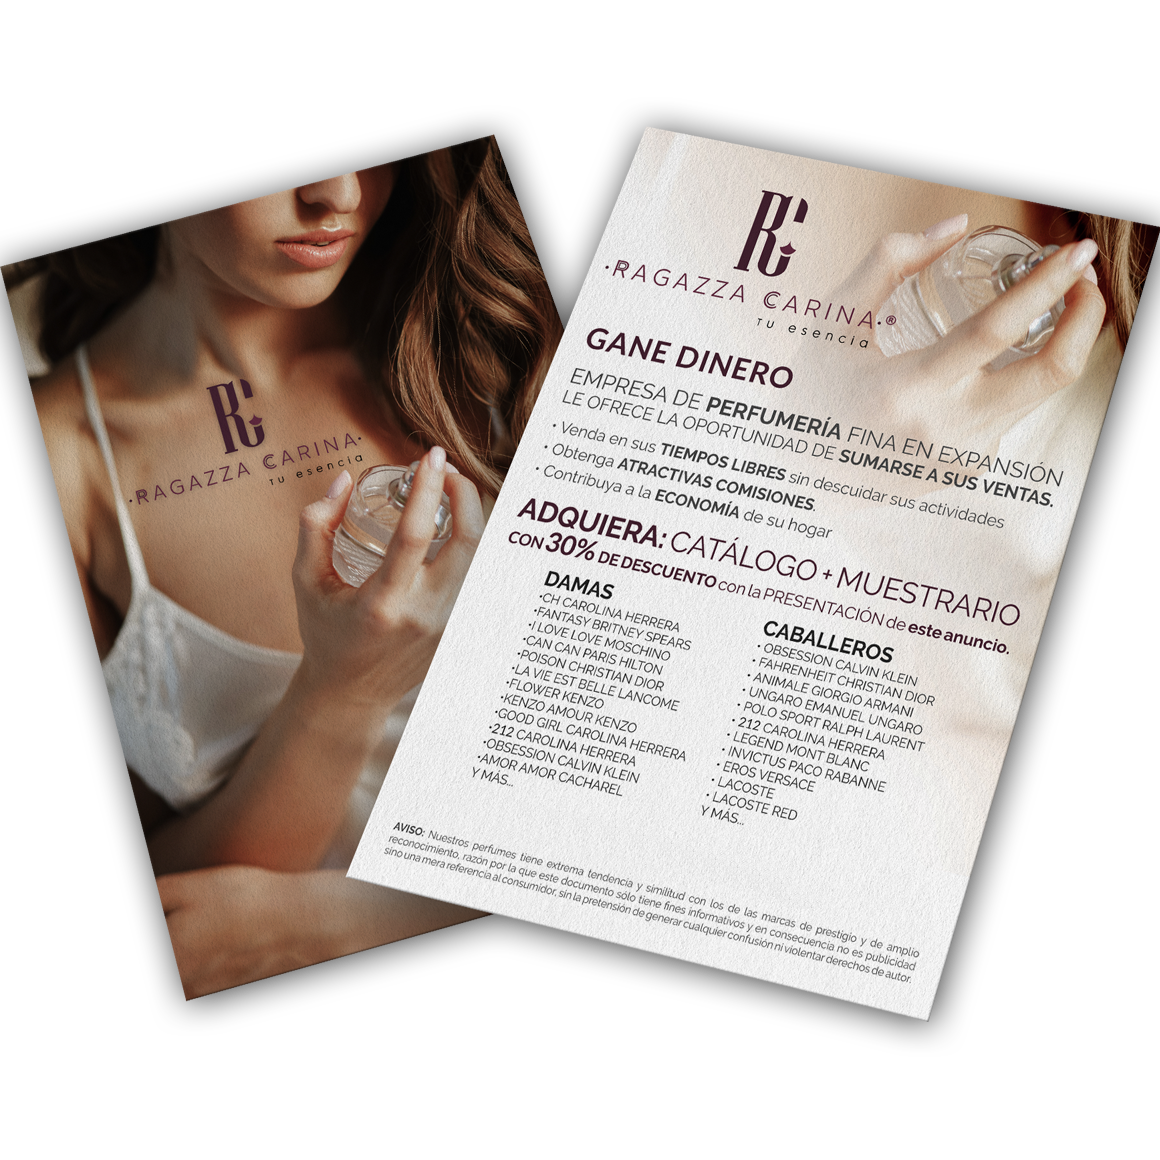 RC
·RAGAZZA CARINA·
TU esencia
RC
·RAGAZZA CARINA·®
TU esencia
GANE DINERO
EMPRESA DE PERFUMERÍA FINA EN EXPANSIÓN
LE OFRECE LA OPORTUNIDAD DE SUMARSE A SUS VENTAS.
• Venda en sus TIEMPOS LIBRES sin descuidar sus actividades
• Obtenga ATRACTIVAS COMISIONES.
• Contribuya a la ECONOMÍA de su hogar
ADQUIERA: CATÁLOGO + MUESTRARIO
CON 30% DE DESCUENTO con la PRESENTACIÓN de este anuncio.
DAMAS
•CH CAROLINA HERRERA
•FANTASY BRITNEY SPEARS
•I LOVE LOVE MOSCHINO
•CAN CAN PARIS HILTON
•POISON CHRISTIAN DIOR
•LA VIE EST BELLE LANCOME
•FLOWER KENZO
•KENZO AMOUR KENZO
•GOOD GIRL CAROLINA HERRERA
•212 CAROLINA HERRERA
•OBSESSION CALVIN KLEIN
•AMOR AMOR CACHAREL
Y MÁS...
CABALLEROS
• OBSESSION CALVIN KLEIN
• FAHRENHEIT CHRISTIAN DIOR
• ANIMALE GIORGIO ARMANI
• UNGARO EMANUEL UNGARO
• POLO SPORT RALPH LAURENT
• 212 CAROLINA HERRERA
• LEGEND MONT BLANC
• INVICTUS PACO RABANNE
• EROS VERSACE
• LACOSTE
• LACOSTE RED
Y MÁS...
AVISO: Nuestros perfumes tiene extrema tendencia y similitud con los de las marcas de prestigio y de amplio
reconocimiento, razón por la que este documento sólo tiene fines informativos y en consecuencia no es publicidad
sino una mera referencia al consumidor, sin la pretensión de generar cualquier confusión ni violentar derechos de autor.